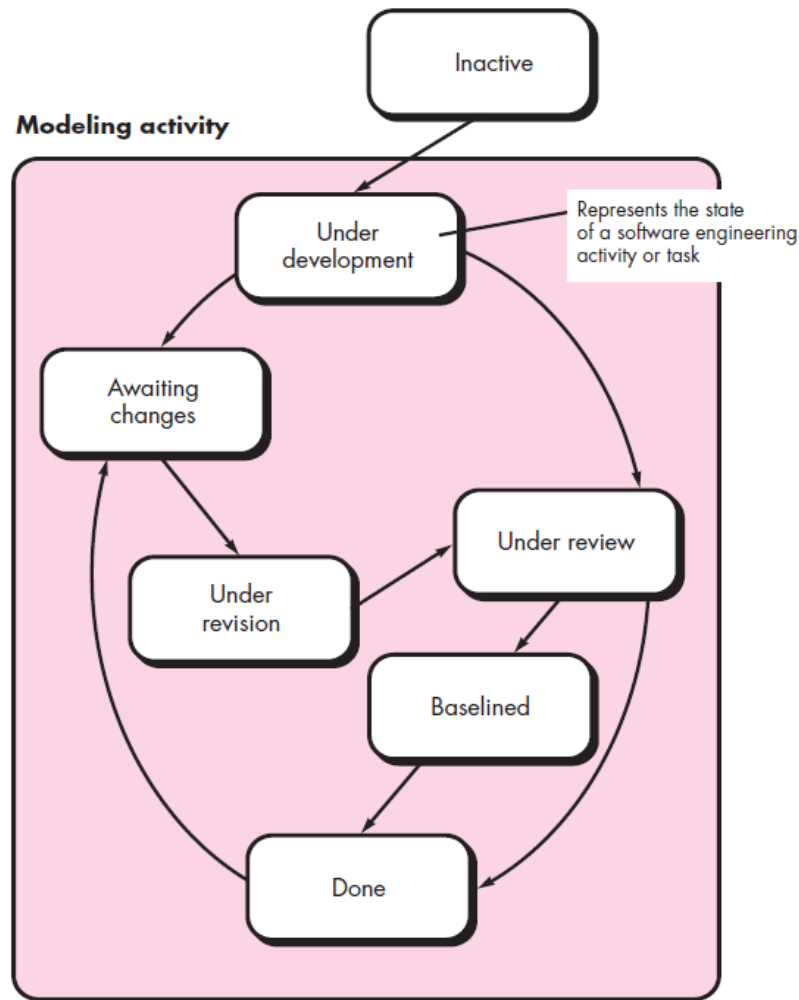 Inactive
Modeling activity
Represents the state
of a software engineering
activity or task
Under
development
Awaiting
changes
Under review
Under
revision
Baselined
Done